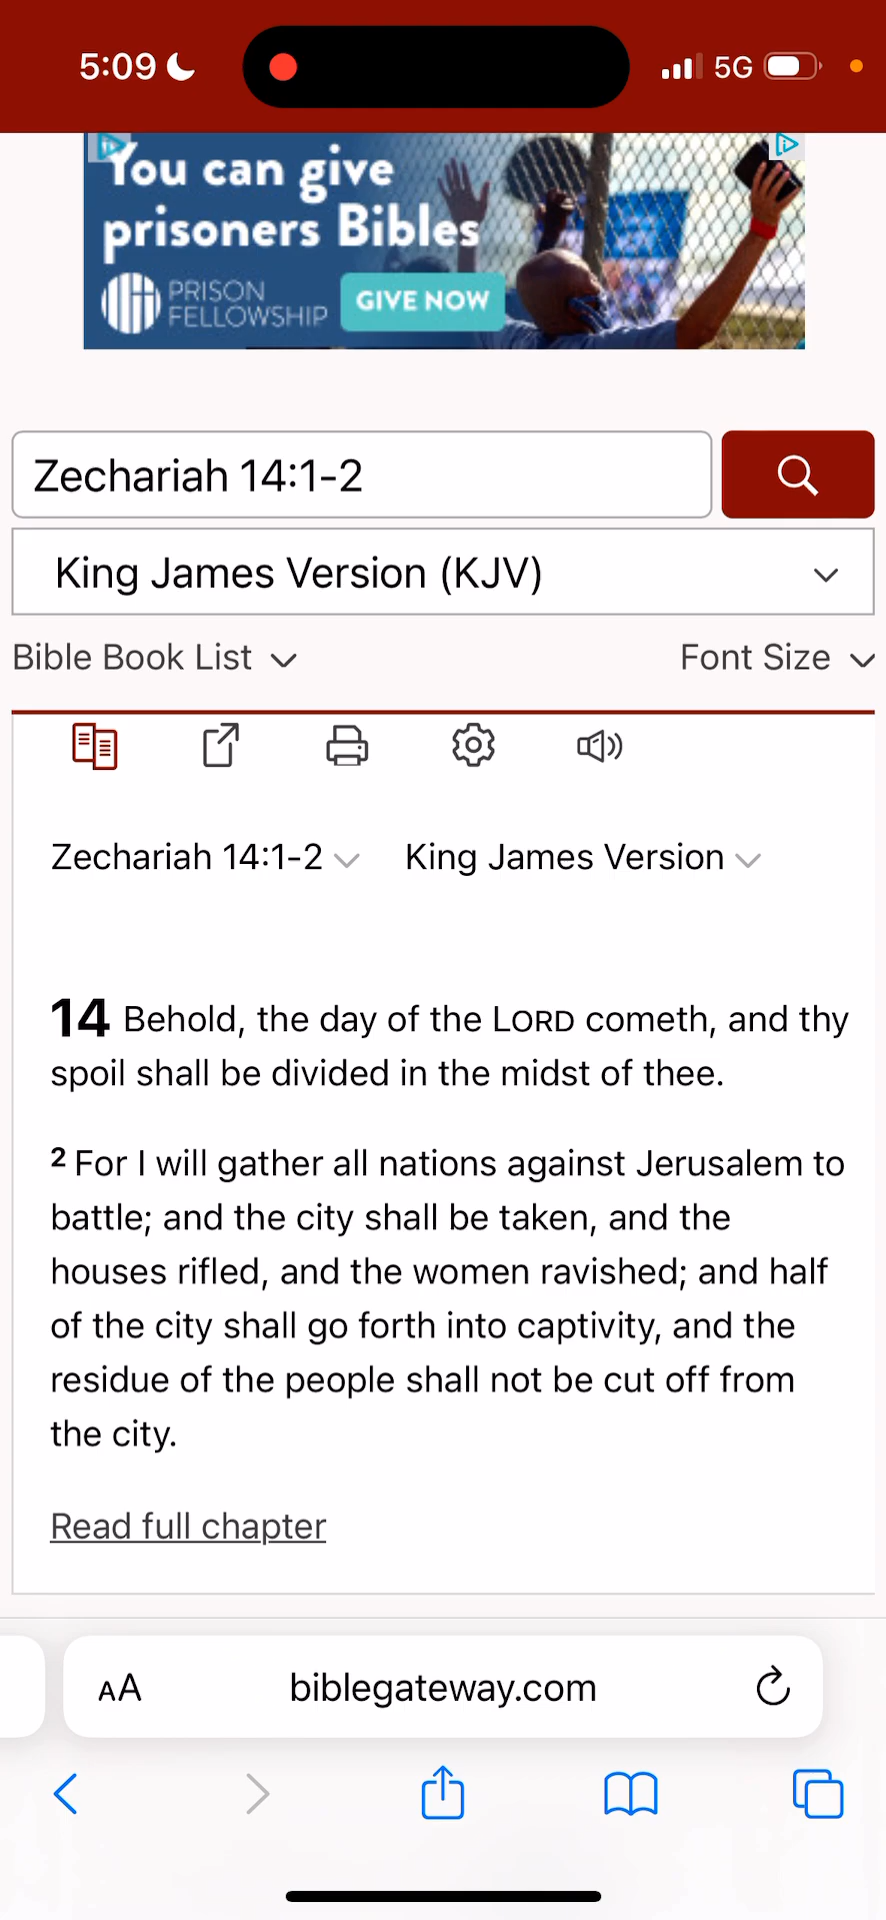 5:09
5G
You can give
prisoners Bibles
PRISON
FELLOWSHIP
GIVE NOW
Zechariah 14:1-2
King James Version (KJV)
Bible Book List
Font Size
Zechariah 14:1-2 King James Version
14 Behold, the day of the LORD cometh, and thy
spoil shall be divided in the midst of thee.
2 For I will gather all nations against Jerusalem to
battle; and the city shall be taken, and the
houses rifled, and the women ravished; and half
of the city shall go forth into captivity, and the
residue of the people shall not be cut off from
the city.
Read full chapter
AA
biblegateway.com